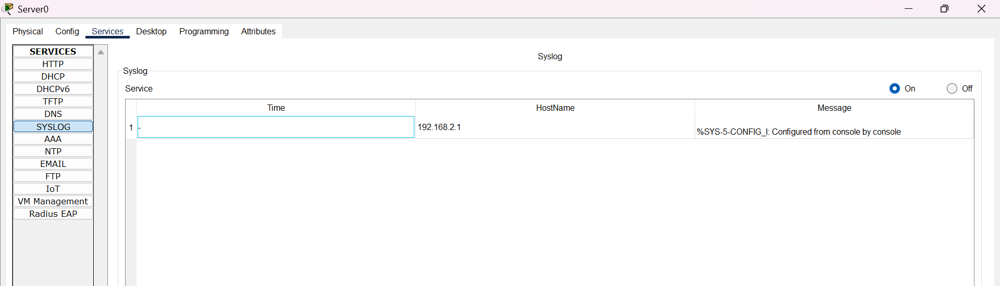 Server0
Physical Config Services Desktop Programming Attributes
SERVICES
HTTP
DHCP
DHCPv6
TFTP
DNS
SYSLOG
AAA
NTP
EMAIL
FTP
IoT
VM Management
Radius EAP
Syslog
Syslog
Service On Off
Time HostName Message
1 - 192.168.2.1 %SYS-5-CONFIG_I: Configured from console by console